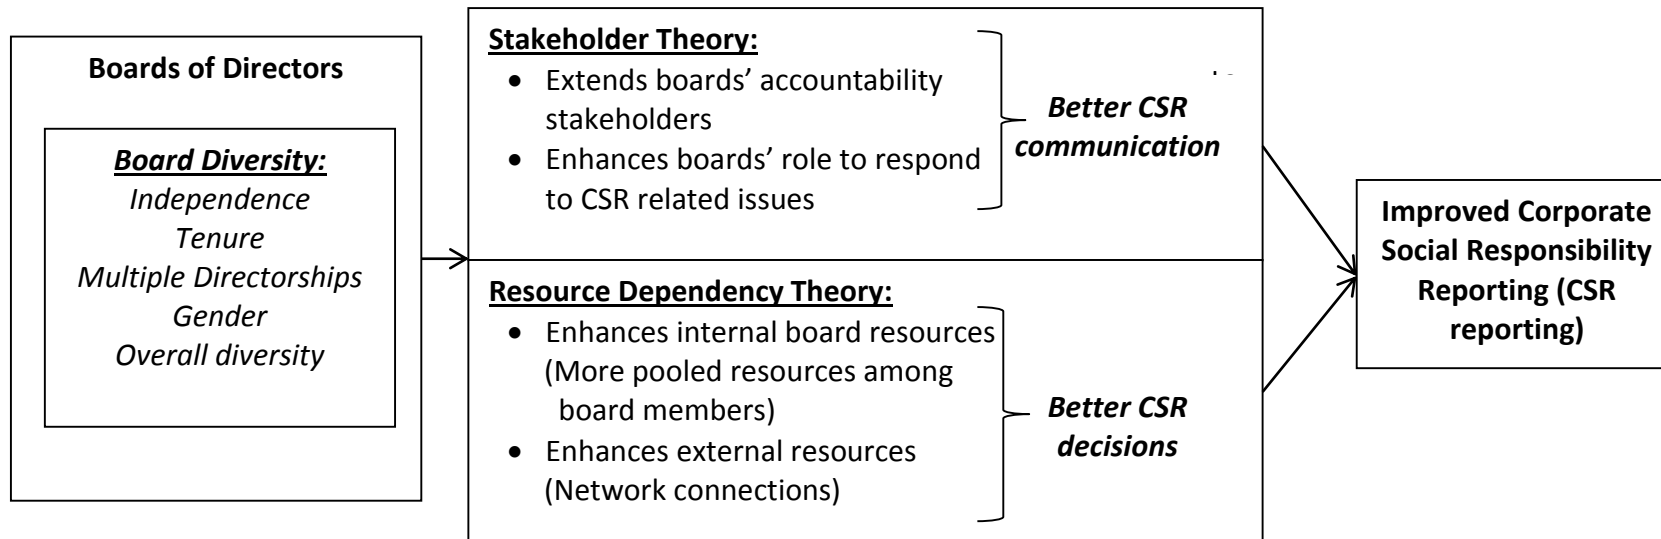 Boards of Directors
Board Diversity:
Independence
Tenure
Multiple Directorships
Gender
Overall diversity
Stakeholder Theory:
• Extends boards’ accountability
stakeholders
• Enhances boards’ role to respond
to CSR related issues
Better CSR
communication
Resource Dependency Theory:
• Enhances internal board resources
(More pooled resources among
board members)
• Enhances external resources
(Network connections)
Better CSR
decisions
Improved Corporate
Social Responsibility
Reporting (CSR
reporting)